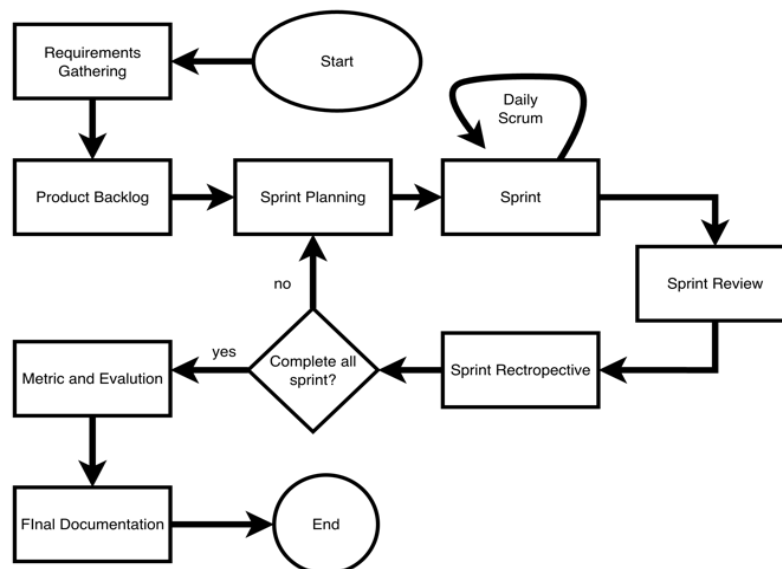 Requirements
Gathering
Start
Daily
Scrum
Product Backlog
Sprint Planning
Sprint
no
Sprint Review
yes
Metric and Evalution
Complete all
sprint?
Sprint Rectropective
FInal Documentation
End